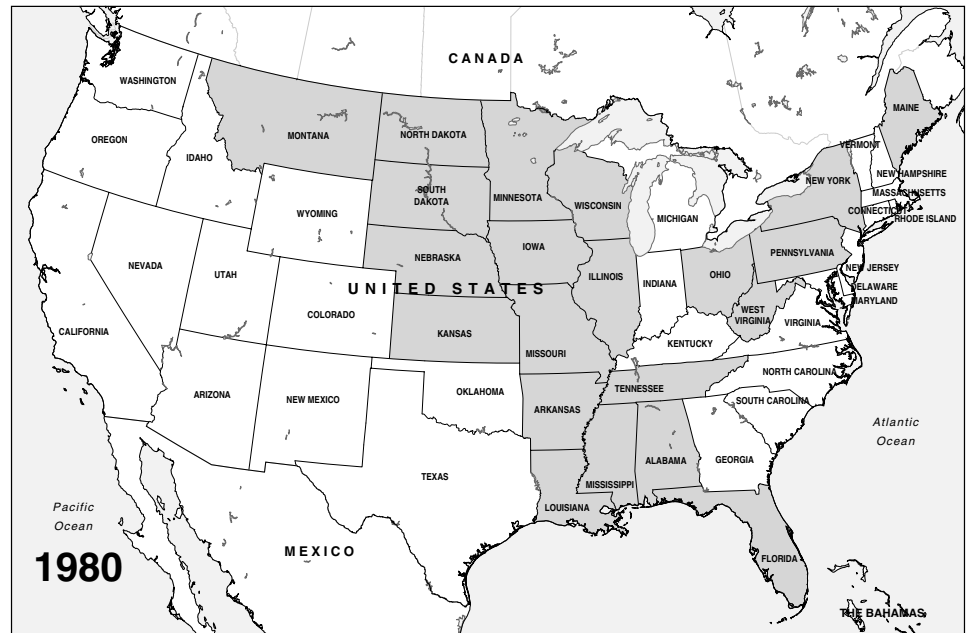 CANADA
WASHINGTON
MAINE
MONTANA
NORTH DAKOTA
OREGON
VERMONT
IDAHO
NEW HAMPSHIRE
NEW YORK
MASSACHUSETTS
SOUTH
DAKOTA
MINNESOTA
WISCONSIN
WYOMING
MICHIGAN
CONNECTICUT
RHODE ISLAND
IOWA
PENNSYLVANIA
NEBRASKA
NEVADA
UTAH
ILLINOIS
OHIO
INDIANA
NEW JERSEY
UNITED STATES
DELAWARE
MARYLAND
COLORADO
WEST
VIRGINIA
VIRGINIA
CALIFORNIA
KANSAS
KENTUCKY
MISSOURI
NORTH CAROLINA
ARIZONA
NEW MEXICO
OKLAHOMA
TENNESSEE
SOUTH CAROLINA
ARKANSAS
Atlantic
Ocean
ALABAMA
GEORGIA
TEXAS
MISSISSIPPI
LOUISIANA
Pacific
Ocean
MEXICO
FLORIDA
1980
THE BAHAMAS